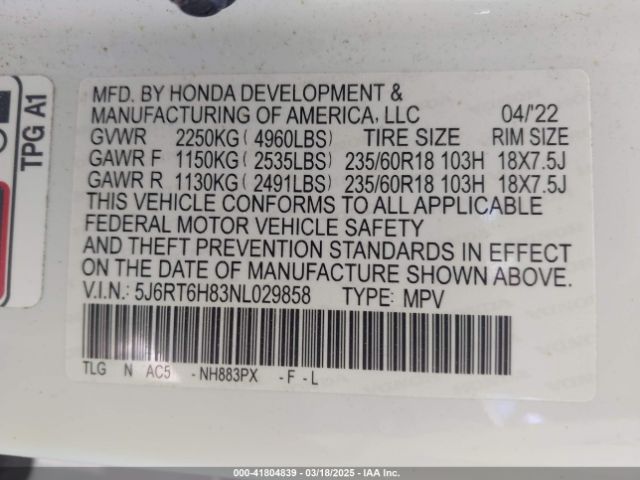 TPG A1
MFD. BY HONDA DEVELOPMENT &
MANUFACTURING OF AMERICA, LLC 04/'22
GVWR 2250KG( 4960LBS) TIRE SIZE RIM SIZE
GAWR F 1150KG( 2535LBS) 235/60R18 103H 18X7.5J
GAWR R 1130KG( 2491LBS) 235/60R18 103H 18X7.5J
THIS VEHICLE CONFORMS TO ALL APPLICABLE
FEDERAL MOTOR VEHICLE SAFETY
AND THEFT PREVENTION STANDARDS IN EFFECT
ON THE DATE OF MANUFACTURE SHOWN ABOVE.
V.I.N.: 5J6RT6H83NL029858 TYPE: MPV
TLG N AC5 -NH883PX -F-L
000-41804839 - 03/18/2025 - IAA Inc.